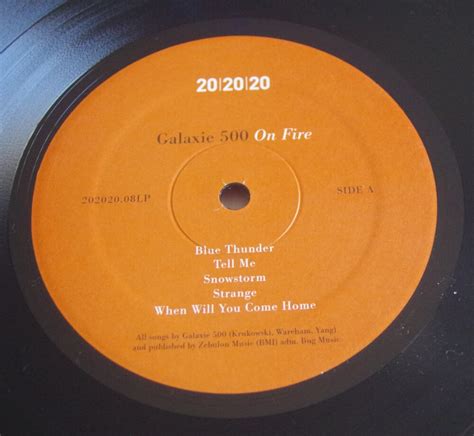 20|20|20
Galaxie 500 On Fire
202020.08LP SIDE A
Blue Thunder
Tell Me
Snowstorm
Strange
When Will You Come Home
All songs by Galaxie 500 (Krukowski, Wareham, Yang)
and published by Zebulon Music (BMI) adm. Bug Music.